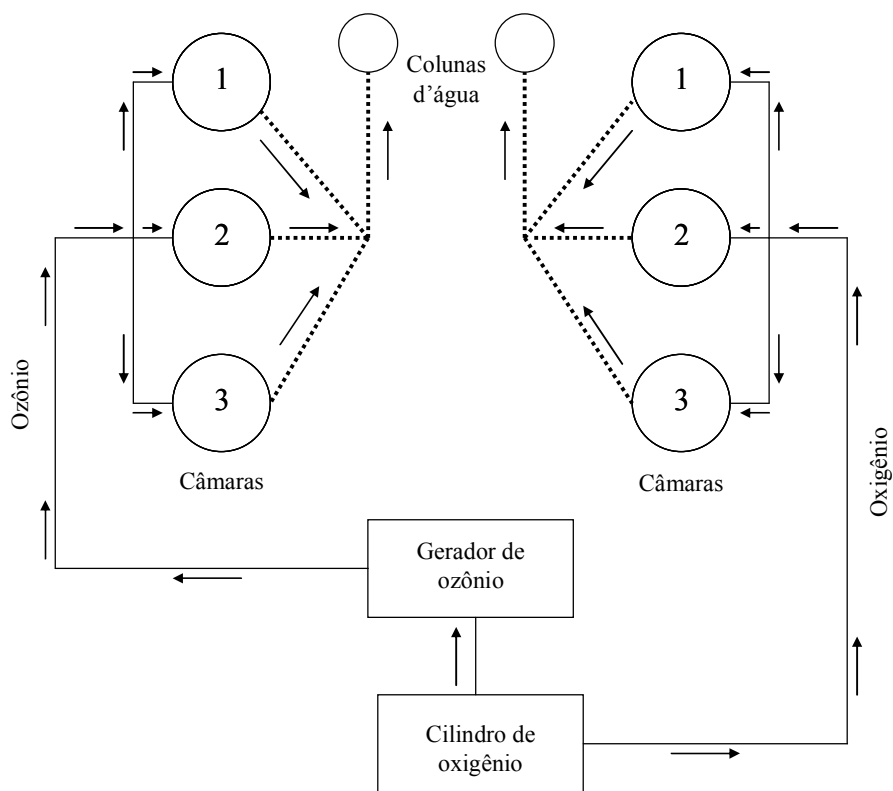 1
1
Colunas
d'água
2
2
Ozônio
Oxigênio
3
3
Câmaras
Câmaras
Gerador de
ozônio
Cilindro de
oxigênio